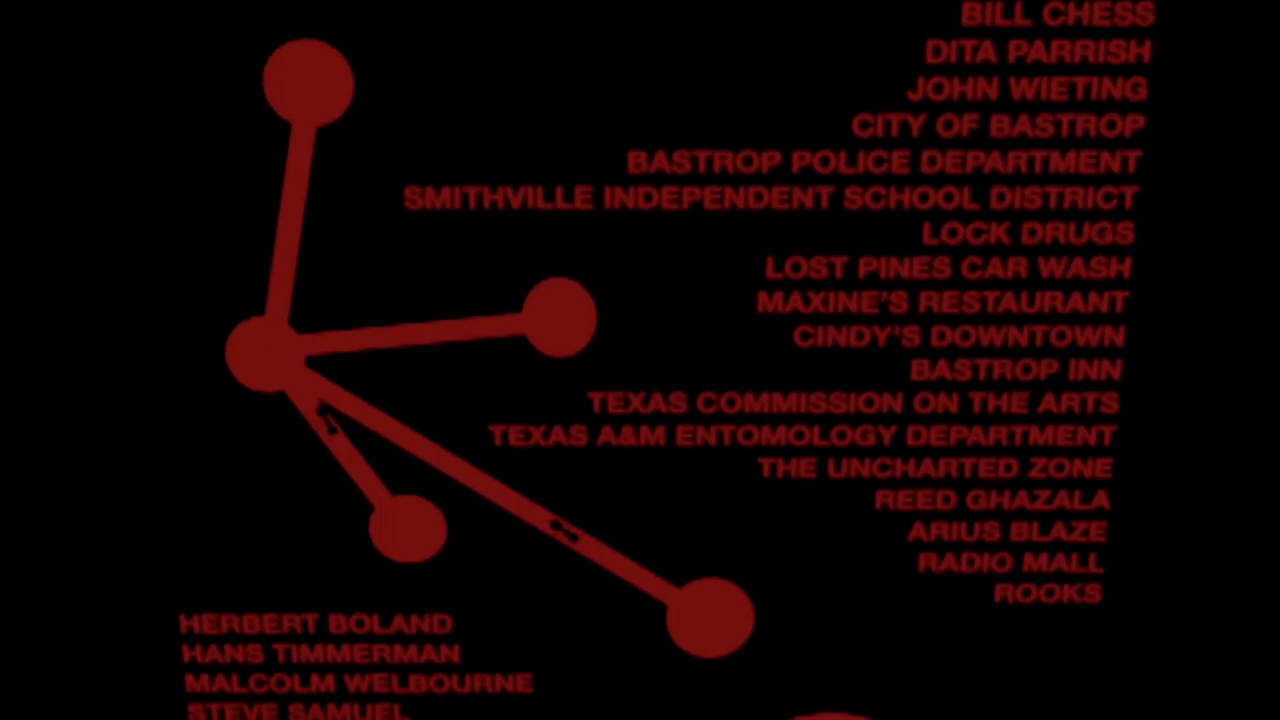 BILL CHESS
DITA PARRISH
JOHN WIETING
CITY OF BASTROP
BASTROP POLICE DEPARTMENT
SMITHVILLE INDEPENDENT SCHOOL DISTRICT
LOCK DRUGS
LOST PINES CAR WASH
MAXINE'S RESTAURANT
CINDY'S DOWNTOWN
BASTROP INN
TEXAS COMMISSION ON THE ARTS
TEXAS A&M ENTOMOLOGY DEPARTMENT
THE UNCHARTED ZONE
REED GHAZALA
ARIUS BLAZE
RADIO MALL
ROOKS
HERBERT BOLAND
HANS TIMMERMAN
MALCOLM WELBOURNE
STEVE SAMUEL